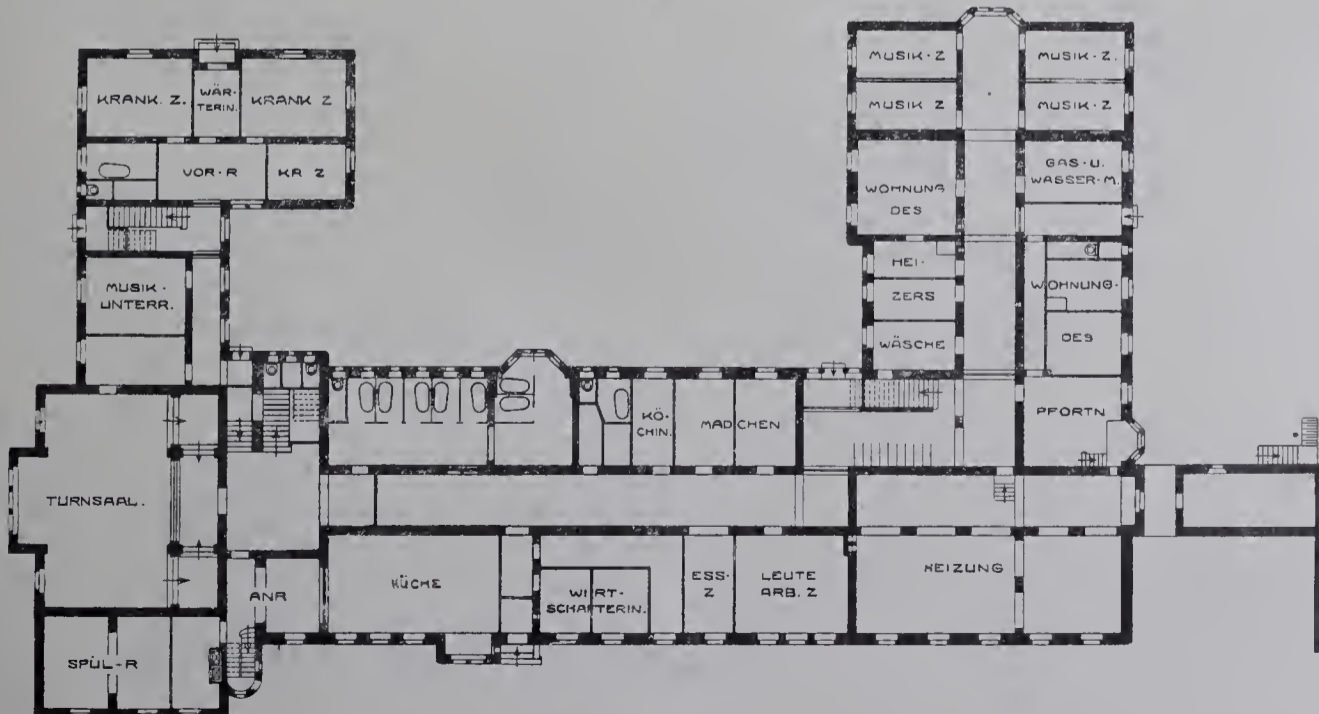 KRANK. Z.
WÄR-
TERIN.
KRANK Z
VOR-R
KR Z
MUSIK-
UNTERR.
TURNSAAL.
SPÜL-R
ANR
KÜCHE
WIRT-
SCHAFTERIN.
ESS-
Z
LEUTE
ARB. Z
HEIZUNG
KÖ-
CHIN.
MÄDCHEN
MUSIK-Z
MUSIK-Z.
MUSIK Z
MUSIK-Z
WOHNUNG
DES
HEI-
ZERS
WÄSCHE
GAS-U.
WASSER-M.
WOHNUNG-
DES
PFORTN